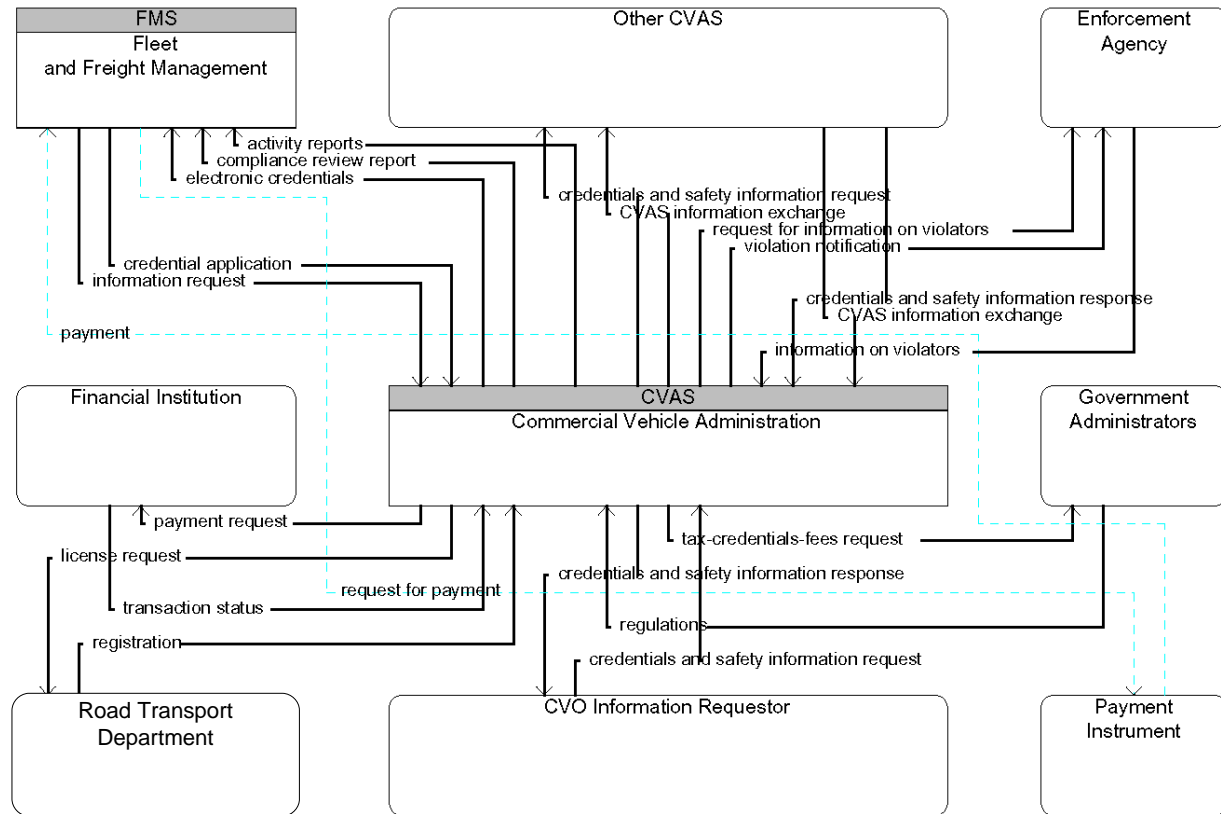 FMS
Fleet
and Freight Management
Other CVAS
Enforcement
Agency
activity reports
compliance review report
electronic credentials
credentials and safety information request
CVAS information exchange
request for information on violators
violation notification
credential application
information request
credentials and safety information response
CVAS information exchange
payment
information on violators
Financial Institution
CVAS
Commercial Vehicle Administration
Government
Administrators
payment request
tax-credentials-fees request
license request
credentials and safety information response
request for payment
transaction status
regulations
registration
credentials and safety information request
Road Transport
Department
CVO Information Requestor
Payment
Instrument